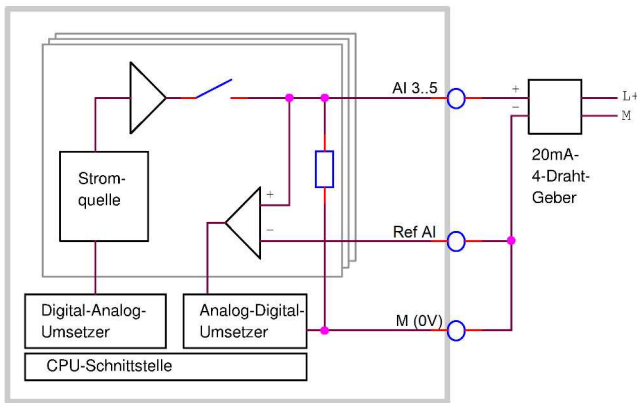 AI 3..5
+
−
L+
M
20mA-
4-Draht-
Geber
Strom-
quelle
+
−
Ref AI
M (0V)
Digital-Analog-
Umsetzer
Analog-Digital-
Umsetzer
CPU-Schnittstelle